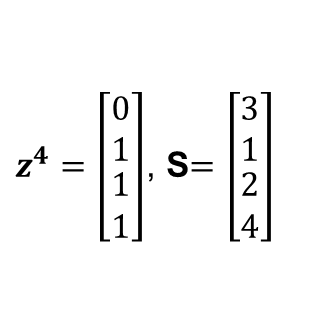 z⁴ = [0 1 1 1], S= [3 1 2 4]